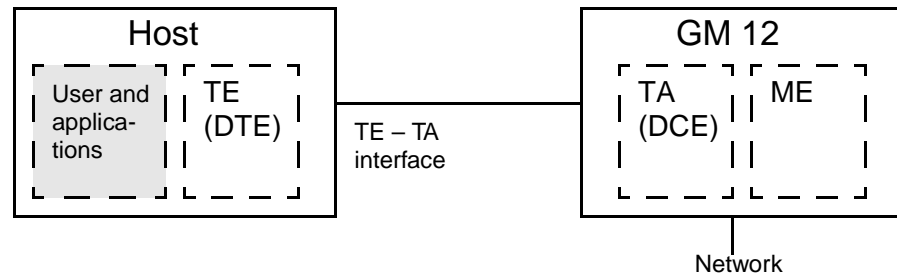 Host
User and
applica-
tions
TE
(DTE)
TE – TA
interface
GM 12
TA
(DCE)
ME
Network